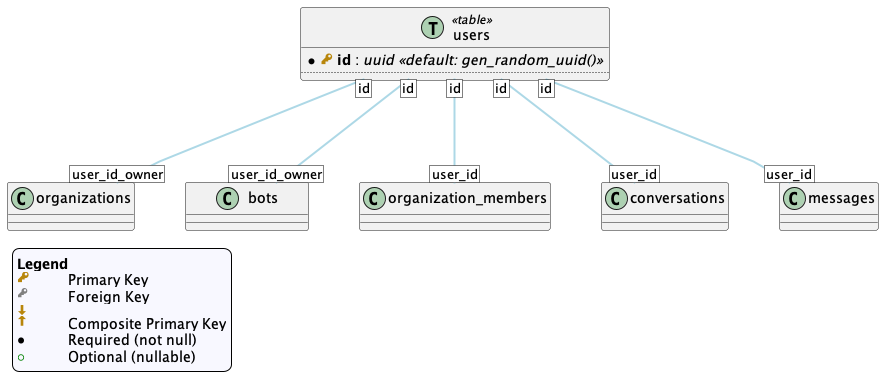 T
«table»
users
id : uuid «default: gen_random_uuid()»
id id id id id
user_id_owner user_id_owner user_id user_id user_id
C organizations C bots C organization_members C conversations C messages
Legend
Primary Key
Foreign Key
Composite Primary Key
Required (not null)
Optional (nullable)